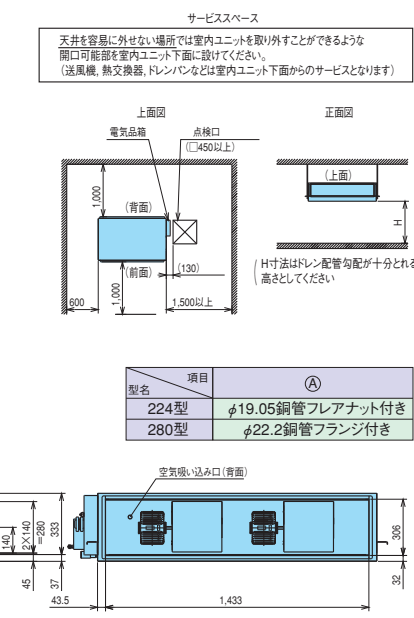 サービススペース
天井を容易に外せない場所では室内ユニットを取り外すことができるような
開口可能部を室内ユニット下面に設けてください。
(送風機, 熱交換器, ドレンパンなどは室内ユニット下面からのサービスとなります)
上面図
正面図
電気品箱
点検口
(□450以上)
(上面)
1,000
(背面)
H
(前面)
(130)
1,000
600
1,500以上
H寸法はドレン配管勾配が十分とれる
高さとしてください
項目
型名
Ⓐ
224型
φ19.05銅管フレアナット付き
280型
φ22.2銅管フランジ付き
空気吸い込み口(背面)
140
2×140
=280
333
306
45
37
32
43.5
1,433